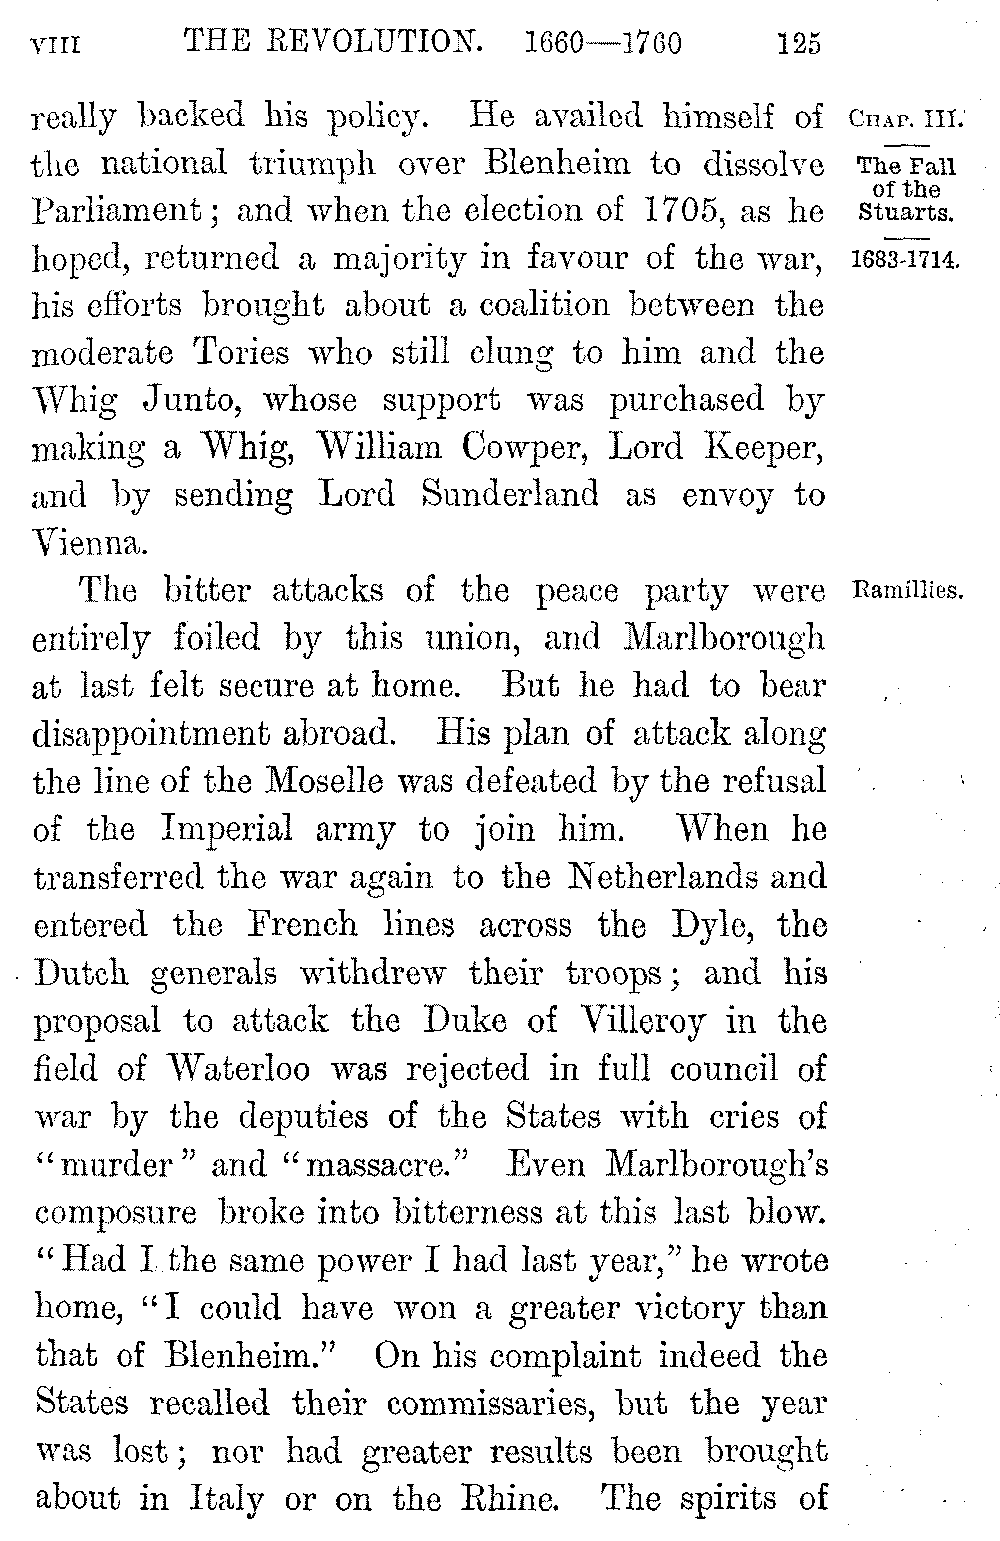 VIII THE REVOLUTION. 1660—1760 125
really backed his policy. He availed himself of
the national triumph over Blenheim to dissolve
Parliament; and when the election of 1705, as he
hoped, returned a majority in favour of the war,
his efforts brought about a coalition between the
moderate Tories who still clung to him and the
Whig Junto, whose support was purchased by
making a Whig, William Cowper, Lord Keeper,
and by sending Lord Sunderland as envoy to
Vienna.
CHAP. III.
The Fall
of the
Stuarts.
1683-1714.
The bitter attacks of the peace party were
entirely foiled by this union, and Marlborough
at last felt secure at home. But he had to bear
disappointment abroad. His plan of attack along
the line of the Moselle was defeated by the refusal
of the Imperial army to join him. When he
transferred the war again to the Netherlands and
entered the French lines across the Dyle, the
Dutch generals withdrew their troops; and his
proposal to attack the Duke of Villeroy in the
field of Waterloo was rejected in full council of
war by the deputies of the States with cries of
"murder" and "massacre." Even Marlborough's
composure broke into bitterness at this last blow.
"Had I the same power I had last year," he wrote
home, "I could have won a greater victory than
that of Blenheim." On his complaint indeed the
States recalled their commissaries, but the year
was lost; nor had greater results been brought
about in Italy or on the Rhine. The spirits of
Ramillies.